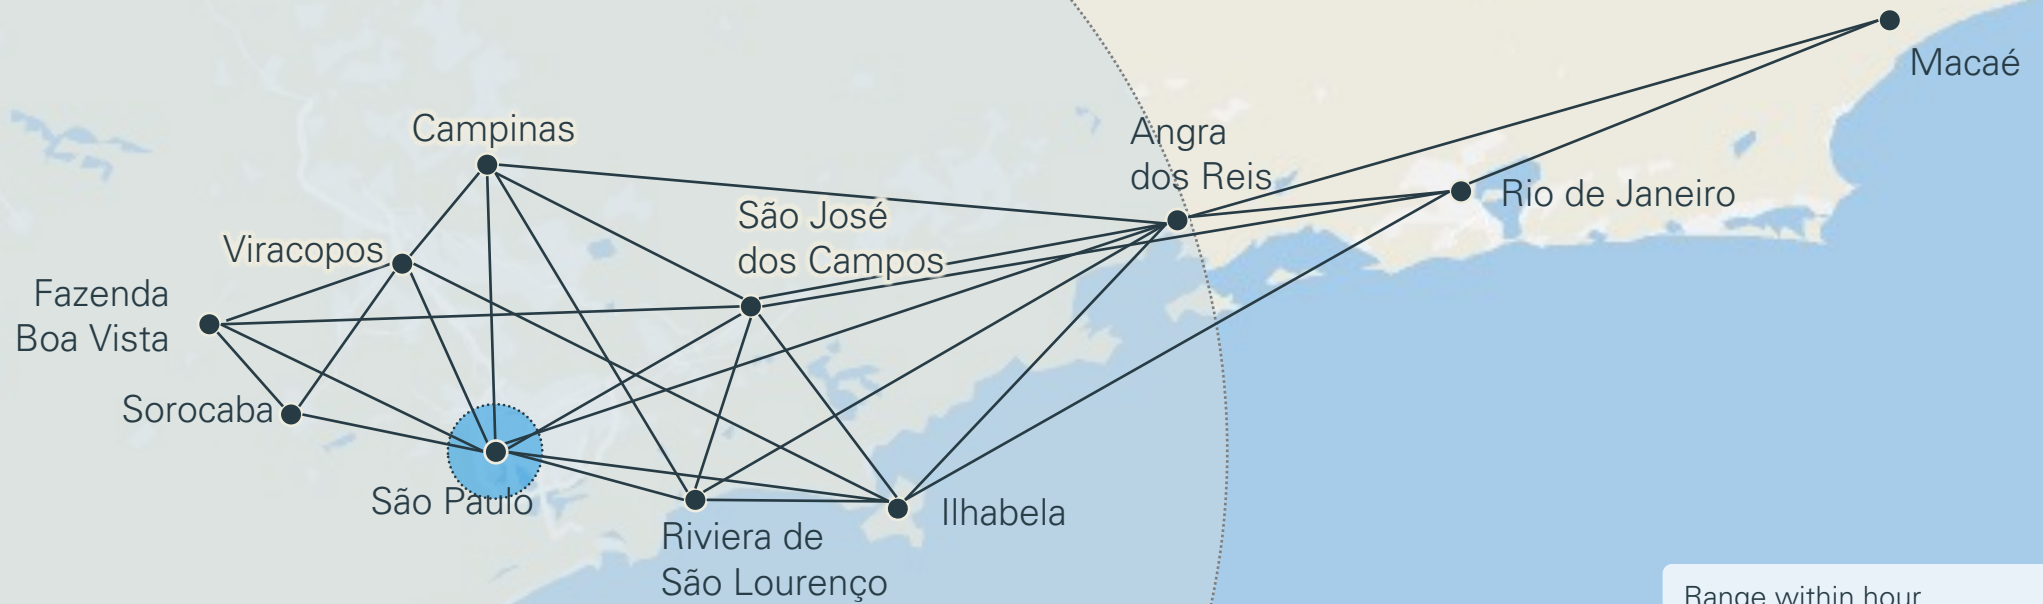 Macaé
Campinas
Angra
dos Reis
Rio de Janeiro
São José
dos Campos
Viracopos
Fazenda
Boa Vista
Sorocaba
São Paulo
Ilhabela
Riviera de
São Lourenço
Range within hour